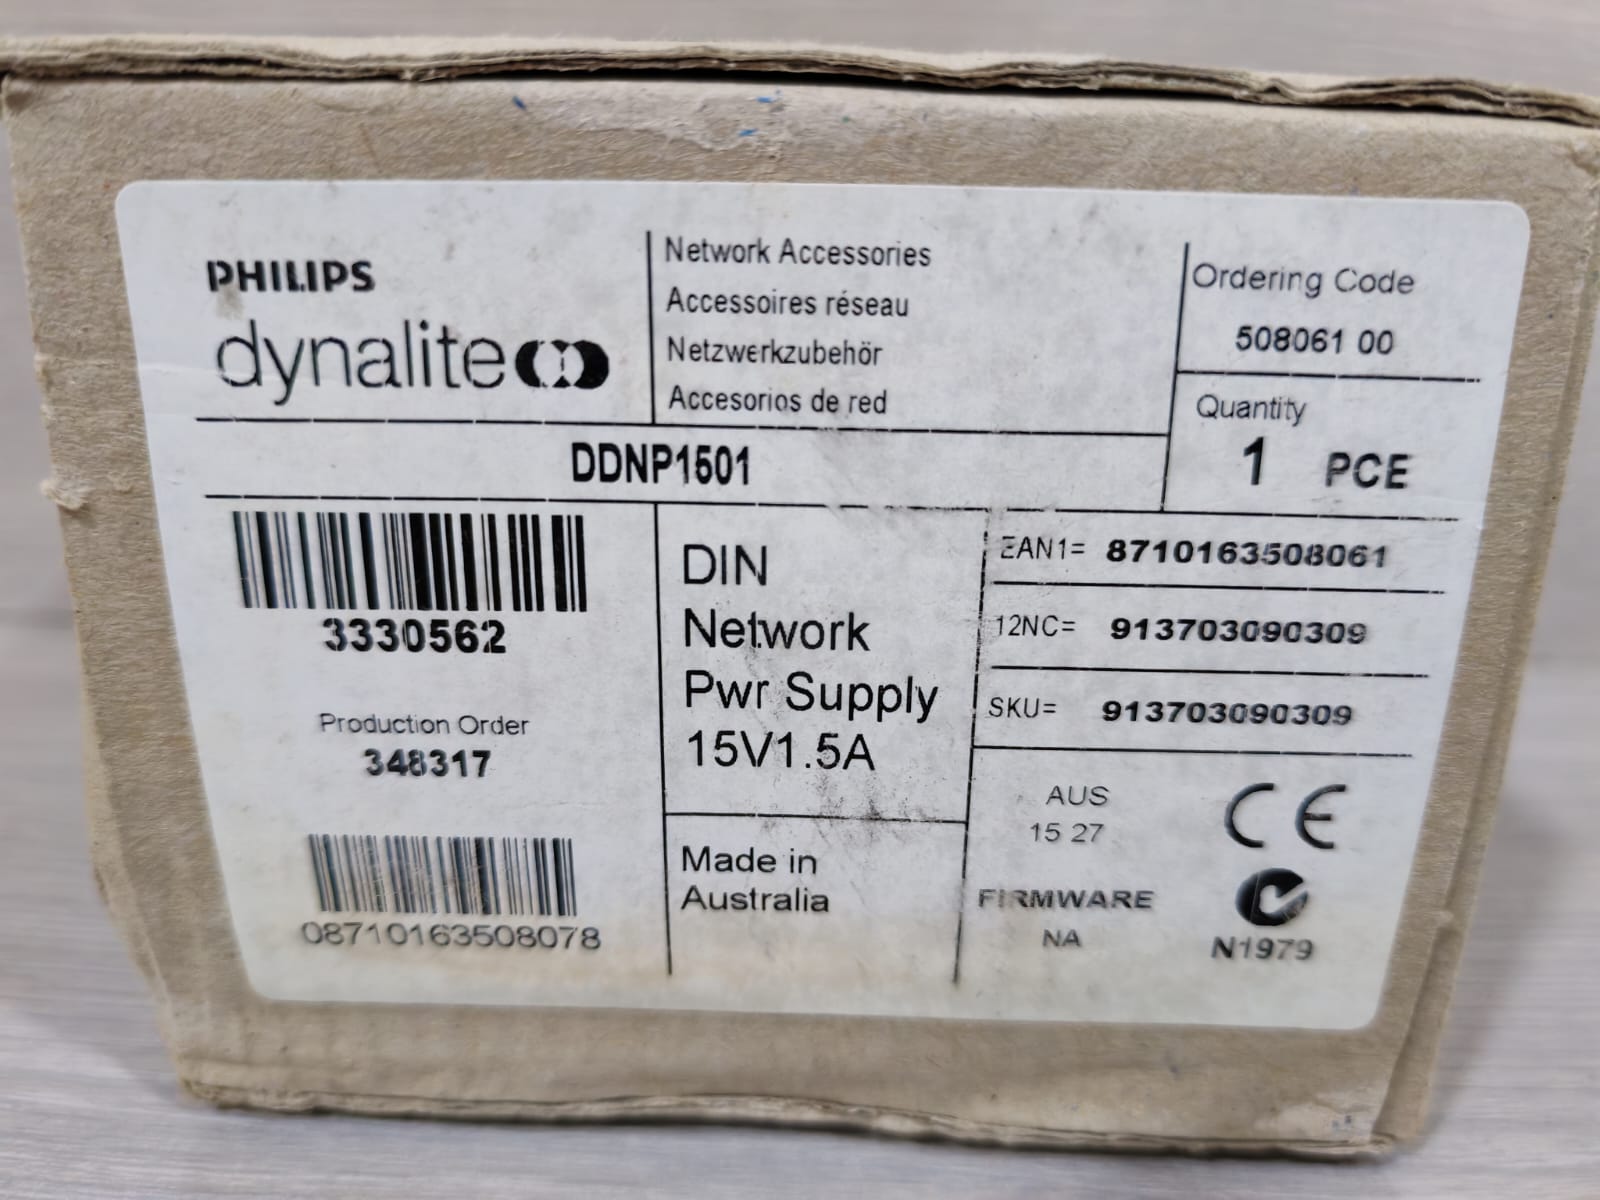 PHILIPS
dynalite
Network Accessories
Accessoires réseau
Netzwerkzubehör
Accesorios de red
Ordering Code
508061 00
Quantity
1 PCE
DDNP1501
3330562
Production Order
348317
08710163508078
DIN
Network
Pwr Supply
15V1.5A
Made in
Australia
EAN1= 8710163508061
12NC= 913703090309
SKU= 913703090309
AUS
15 27
CE
FIRMWARE
NA
N1979